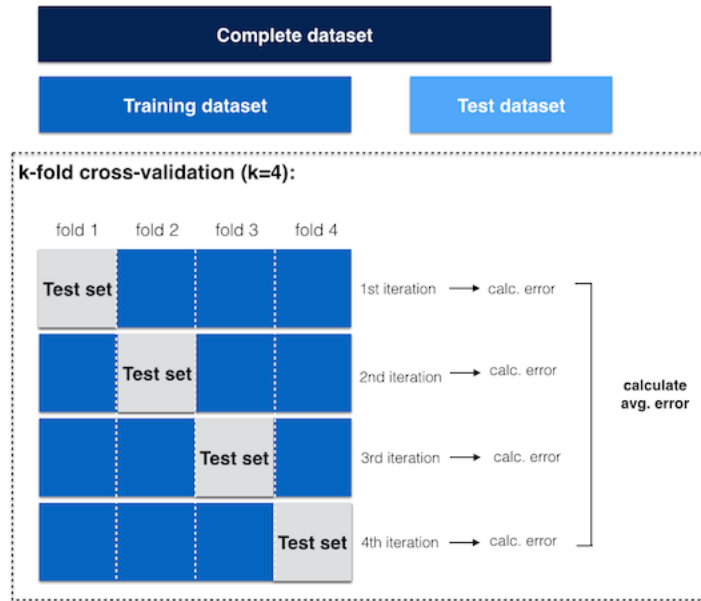 Complete dataset
Training dataset
Test dataset
k-fold cross-validation (k=4):
fold 1
fold 2
fold 3
fold 4
Test set
1st iteration
calc. error
Test set
2nd iteration
calc. error
calculate
avg. error
Test set
3rd iteration
calc. error
Test set
4th iteration
calc. error